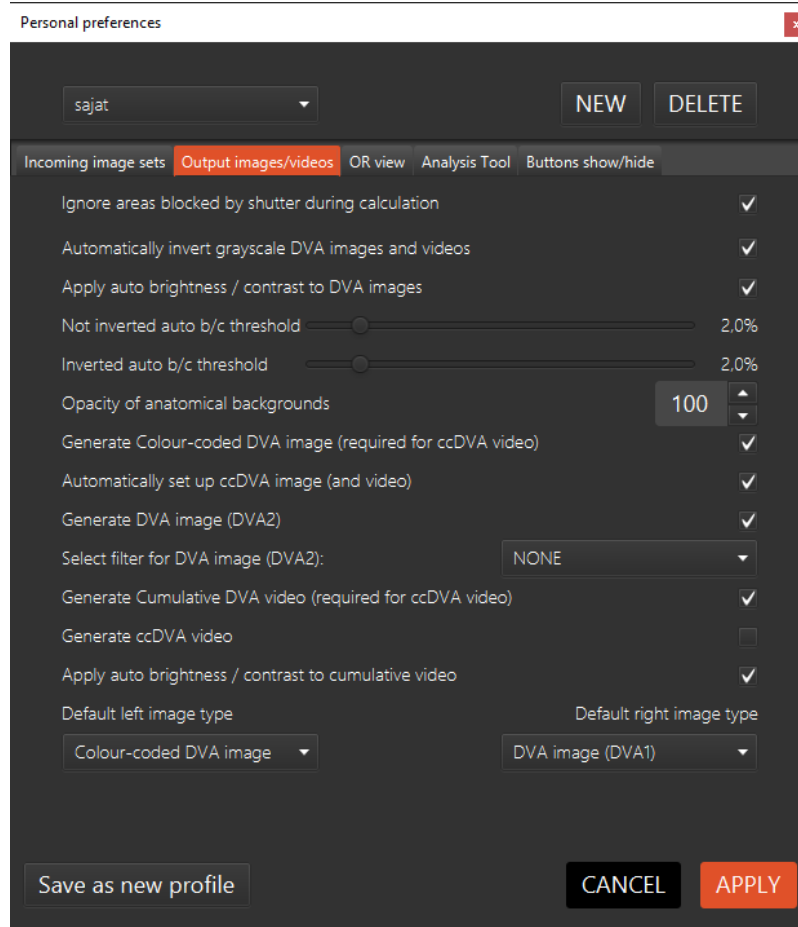 Personal preferences
x
sajat NEW DELETE
Incoming image sets Output images/videos OR view Analysis Tool Buttons show/hide
Ignore areas blocked by shutter during calculation
Automatically invert grayscale DVA images and videos
Apply auto brightness / contrast to DVA images
Not inverted auto b/c threshold 2,0%
Inverted auto b/c threshold 2,0%
Opacity of anatomical backgrounds 100
Generate Colour-coded DVA image (required for ccDVA video)
Automatically set up ccDVA image (and video)
Generate DVA image (DVA2)
Select filter for DVA image (DVA2): NONE
Generate Cumulative DVA video (required for ccDVA video)
Generate ccDVA video
Apply auto brightness / contrast to cumulative video
Default left image type Default right image type
Colour-coded DVA image DVA image (DVA1)
Save as new profile CANCEL APPLY